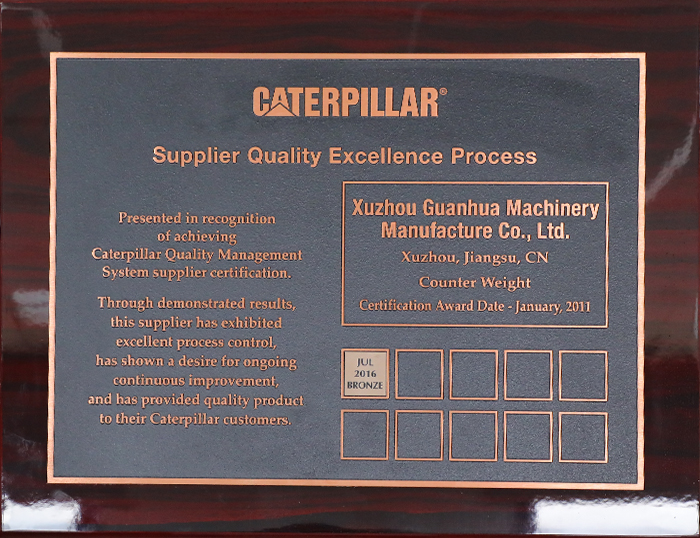 CATERPILLAR®
Supplier Quality Excellence Process
Presented in recognition
of achieving
Caterpillar Quality Management
System supplier certification.
Through demonstrated results,
this supplier has exhibited
excellent process control,
has shown a desire for ongoing
continuous improvement,
and has provided quality product
to their Caterpillar customers.
Xuzhou Guanhua Machinery
Manufacture Co., Ltd.
Xuzhou, Jiangsu, CN
Counter Weight
Certification Award Date - January, 2011
JUL
2016
BRONZE